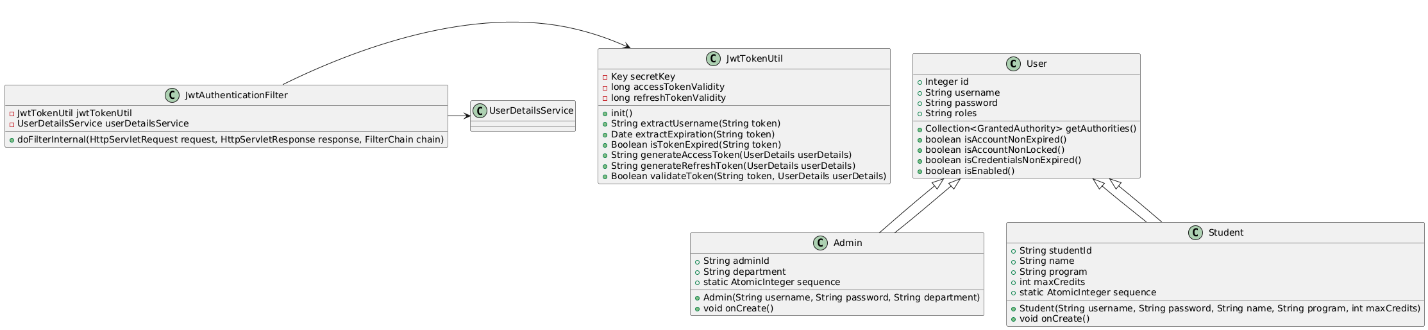 C JwtAuthenticationFilter
JwtTokenUtil jwtTokenUtil
UserDetailsService userDetailsService
doFilterInternal(HttpServletRequest request, HttpServletResponse response, FilterChain chain)
C UserDetailsService
C JwtTokenUtil
Key secretKey
long accessTokenValidity
long refreshTokenValidity
init()
String extractUsername(String token)
Date extractExpiration(String token)
Boolean isTokenExpired(String token)
String generateAccessToken(UserDetails userDetails)
String generateRefreshToken(UserDetails userDetails)
Boolean validateToken(String token, UserDetails userDetails)
C User
Integer id
String username
String password
String roles
Collection<GrantedAuthority> getAuthorities()
boolean isAccountNonExpired()
boolean isAccountNonLocked()
boolean isCredentialsNonExpired()
boolean isEnabled()
C Admin
String adminId
String department
static AtomicInteger sequence
Admin(String username, String password, String department)
void onCreate()
C Student
String studentId
String name
String program
int maxCredits
static AtomicInteger sequence
Student(String username, String password, String name, String program, int maxCredits)
void onCreate()